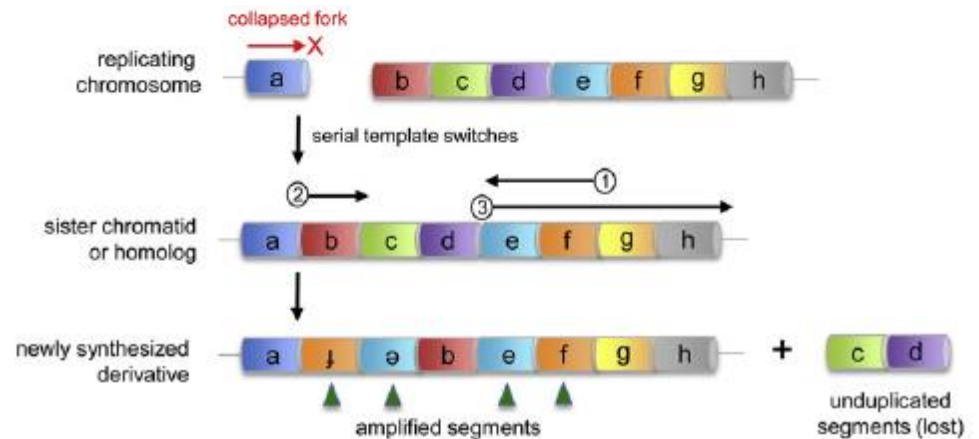 collapsed fork
X
replicating
chromosome
a b c d e f g h
serial template switches
② ① ③
sister chromatid
or homolog
a b c d e f g h
newly synthesized
derivative
a ɟ ǝ b e f g h + c d
amplified segments
unduplicated
segments (lost)